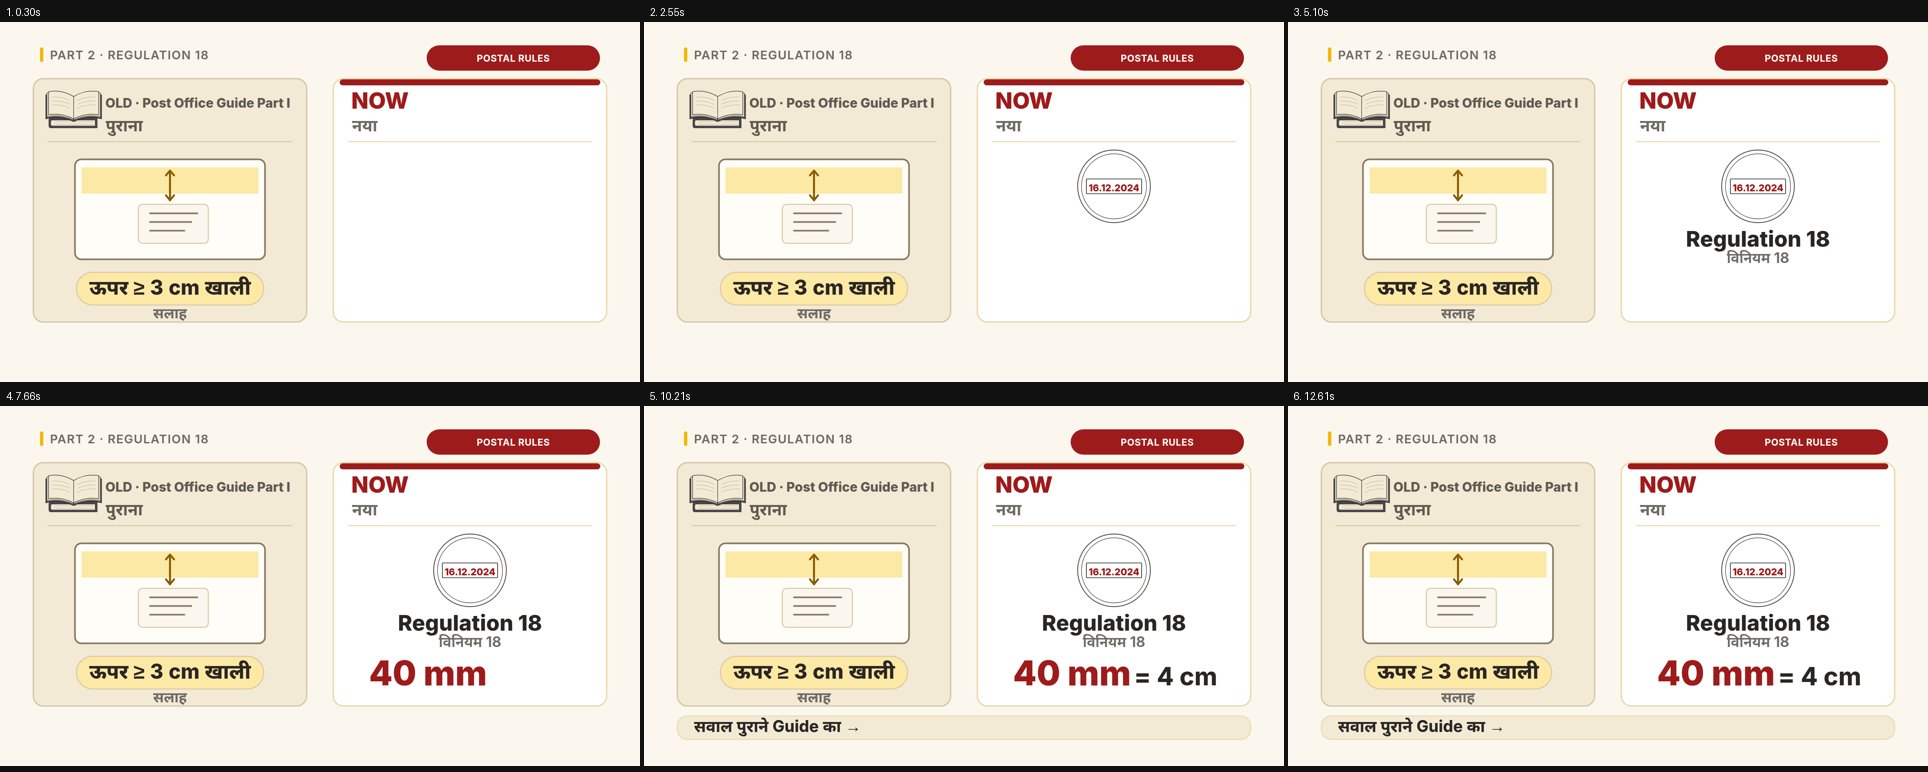 1. 0.30s
PART 2 · REGULATION 18
POSTAL RULES
OLD · Post Office Guide Part I
पुराना
ऊपर ≥ 3 cm खाली
सलाह
NOW
नया
2. 2.55s
PART 2 · REGULATION 18
POSTAL RULES
OLD · Post Office Guide Part I
पुराना
ऊपर ≥ 3 cm खाली
सलाह
NOW
नया
16.12.2024
3. 5.10s
PART 2 · REGULATION 18
POSTAL RULES
OLD · Post Office Guide Part I
पुराना
ऊपर ≥ 3 cm खाली
सलाह
NOW
नया
16.12.2024
Regulation 18
विनियम 18
4. 7.66s
PART 2 · REGULATION 18
POSTAL RULES
OLD · Post Office Guide Part I
पुराना
ऊपर ≥ 3 cm खाली
सलाह
NOW
नया
16.12.2024
Regulation 18
विनियम 18
40 mm
5. 10.21s
PART 2 · REGULATION 18
POSTAL RULES
OLD · Post Office Guide Part I
पुराना
ऊपर ≥ 3 cm खाली
सलाह
NOW
नया
16.12.2024
Regulation 18
विनियम 18
40 mm = 4 cm
सवाल पुराने Guide का →
6. 12.61s
PART 2 · REGULATION 18
POSTAL RULES
OLD · Post Office Guide Part I
पुराना
ऊपर ≥ 3 cm खाली
सलाह
NOW
नया
16.12.2024
Regulation 18
विनियम 18
40 mm = 4 cm
सवाल पुराने Guide का →